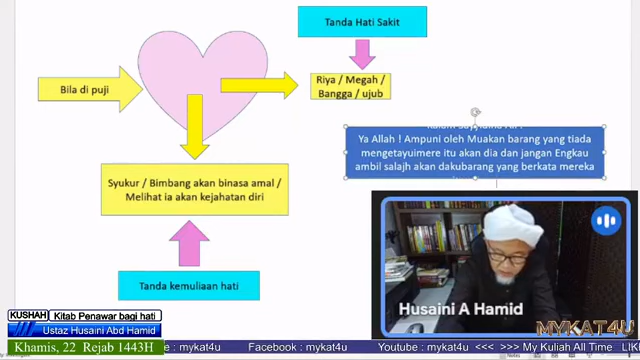 Tanda Hati Sakit
Bila di puji
Riya / Megah /
Bangga / ujub
Ya Allah ! Ampuni oleh Muakan barang yang tiada
mengetayuimere itu akan dia dan jangan Engkau
ambil salajh akan dakubarang yang berkata mereka
Syukur / Bimbang akan binasa amal /
Melihat ia akan kejahatan diri
Tanda kemuliaan hati
Husaini A Hamid
MYKAT4U
KUSHAH Kitab Penawar bagi hati
Ustaz Husaini Abd Hamid
Khamis, 22 Rejab 1443H
: mykat4u Facebook : mykat4u Youtube : mykat4u <<< >>> My Kuliah All Time LIK
Notes